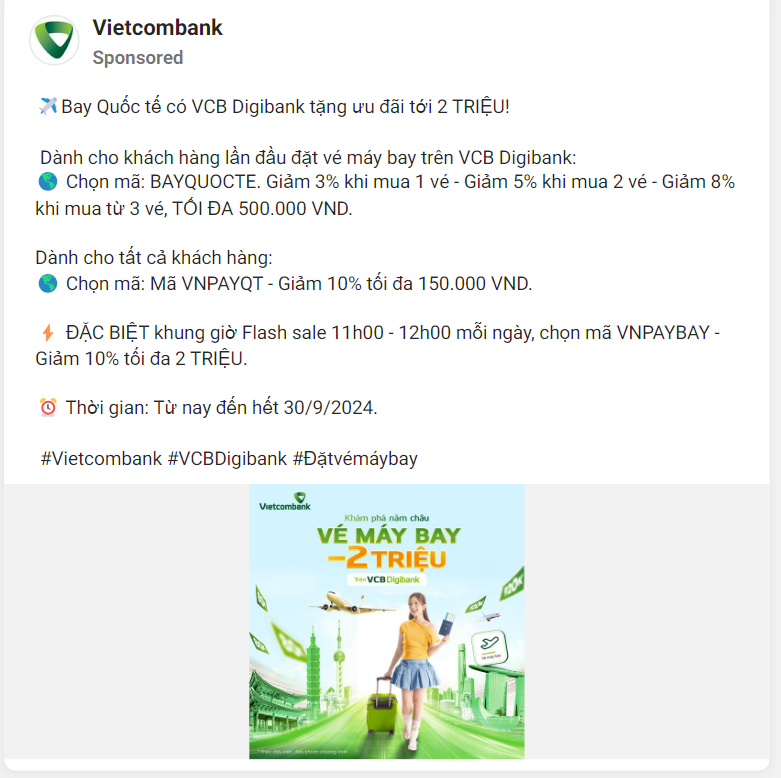 Vietcombank
Sponsored
✈️Bay Quốc tế có VCB Digibank tặng ưu đãi tới 2 TRIỆU!
Dành cho khách hàng lần đầu đặt vé máy bay trên VCB Digibank:
🌎 Chọn mã: BAYQUOCTE. Giảm 3% khi mua 1 vé - Giảm 5% khi mua 2 vé - Giảm 8%
khi mua từ 3 vé, TỐI ĐA 500.000 VND.
Dành cho tất cả khách hàng:
🌎 Chọn mã: Mã VNPAYQT - Giảm 10% tối đa 150.000 VND.
⚡ ĐẶC BIỆT khung giờ Flash sale 11h00 - 12h00 mỗi ngày, chọn mã VNPAYBAY -
Giảm 10% tối đa 2 TRIỆU.
⏰ Thời gian: Từ nay đến hết 30/9/2024.
#Vietcombank #VCBDigibank #Đặtvémáybay
Vietcombank
Khám phá năm châu
VÉ MÁY BAY
-2 TRIỆU
Trên VCB Digibank
Vé máy bay